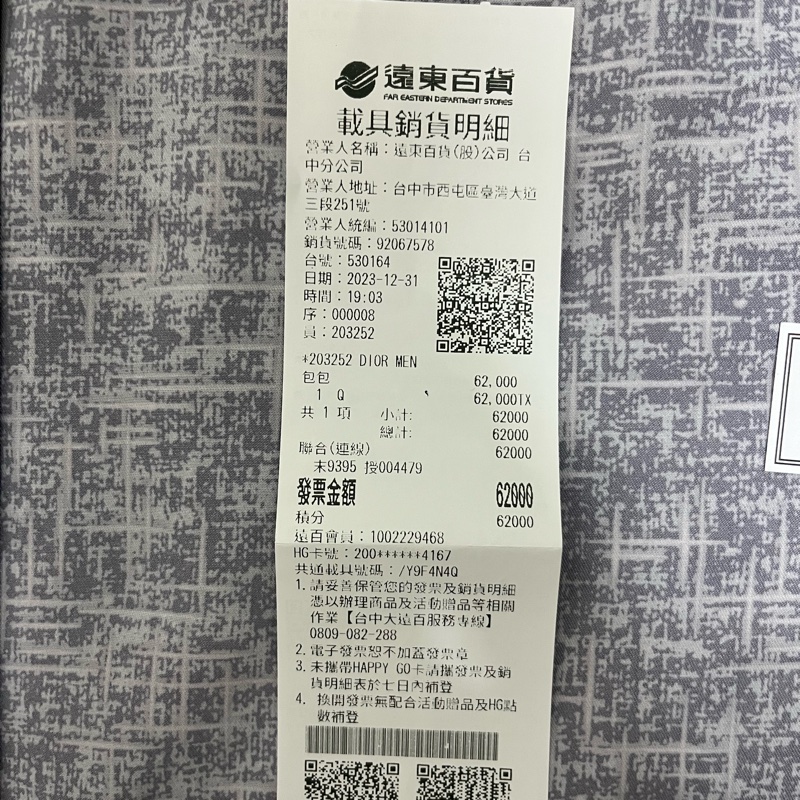 遠東百貨
FAR EASTERN DEPARTMENT STORES
載具銷貨明細
營業人名稱：遠東百貨(股)公司 台
中分公司
營業人地址：台中市西屯區臺灣大道
三段251號
營業人統編：53014101
銷貨號碼：92067578
台號：530164
日期：2023-12-31
時間：19:03
序：000008
員：203252
*203252 DIOR MEN
包包 62,000
1 Q 62,000TX
共 1 項 小計: 62000
總計: 62000
聯合(連線) 62000
末9395 授004479
發票金額 62000
積分 62000
遠百會員：1002229468
HG卡號：200******4167
共通載具號碼：/Y9F4N4Q
1. 請妥善保管您的發票及銷貨明細
憑以辦理商品及活動贈品等相關
作業【台中大遠百服務專線】
0809-082-288
2. 電子發票恕不加蓋發票章
3. 未攜帶HAPPY GO卡請攜發票及銷
貨明細表於七日內補登
4. 換開發票無配合活動贈品及HG點
數補登